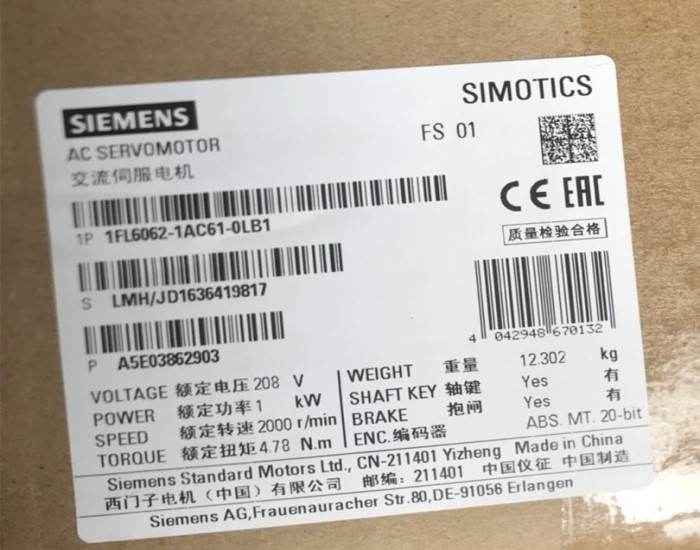 SIEMENS
SIMOTICS
AC SERVOMOTOR
FS 01
交流伺服电机
CE EAC
1P 1FL6062-1AC61-0LB1
质量检验合格
S LMH/JD1636419817
4 042948 670132
P A5E03862903
VOLTAGE 额定电压 208 V
POWER 额定功率 1 kW
SPEED 额定转速 2000 r/min
TORQUE 额定扭矩 4.78 N.m
WEIGHT 重量 12.302 kg
SHAFT KEY 轴键 Yes 有
BRAKE 抱闸 Yes 有
ENC.编码器 ABS. MT. 20-bit
Siemens Standard Motors Ltd., CN-211401 Yizheng Made in China
西门子电机（中国）有限公司 邮编：211401 中国仪征 中国制造
Siemens AG,Frauenauracher Str.80,DE-91056 Erlangen